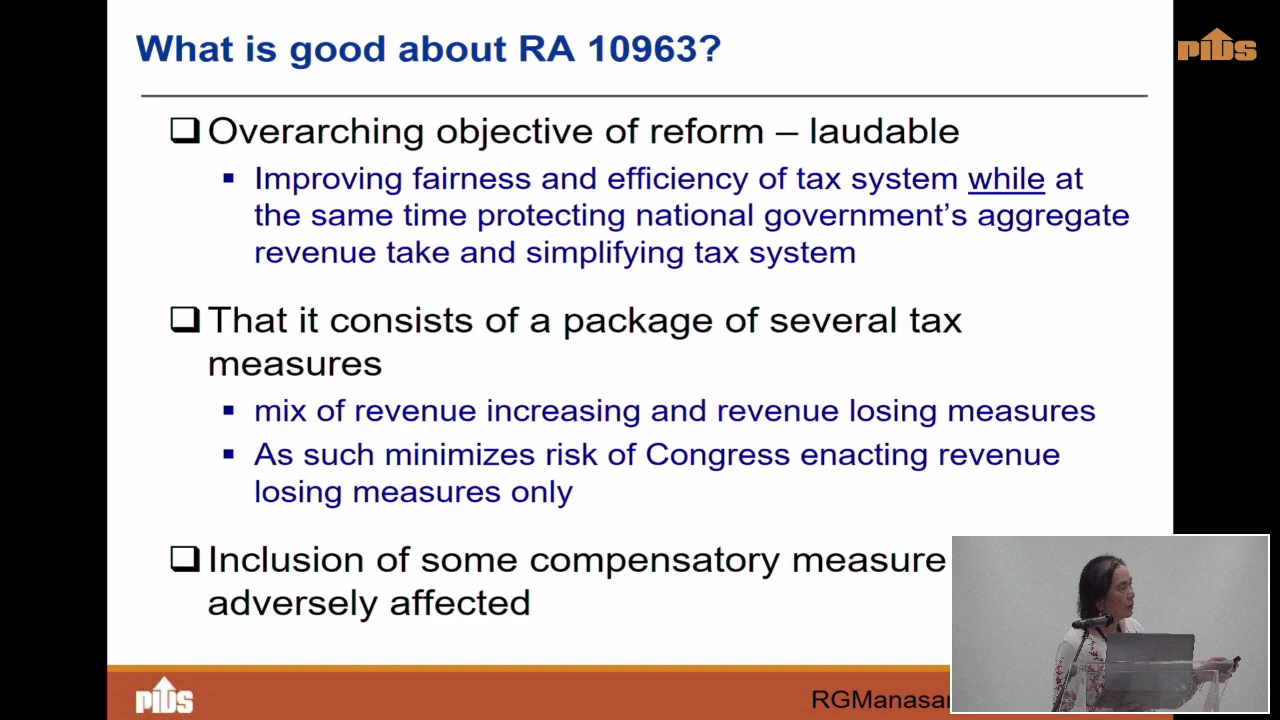 What is good about RA 10963?
PIDS
❑ Overarching objective of reform – laudable
▪ Improving fairness and efficiency of tax system while at
the same time protecting national government’s aggregate
revenue take and simplifying tax system
❑ That it consists of a package of several tax
measures
▪ mix of revenue increasing and revenue losing measures
▪ As such minimizes risk of Congress enacting revenue
losing measures only
❑ Inclusion of some compensatory measure
adversely affected
PIDS
RGManasan